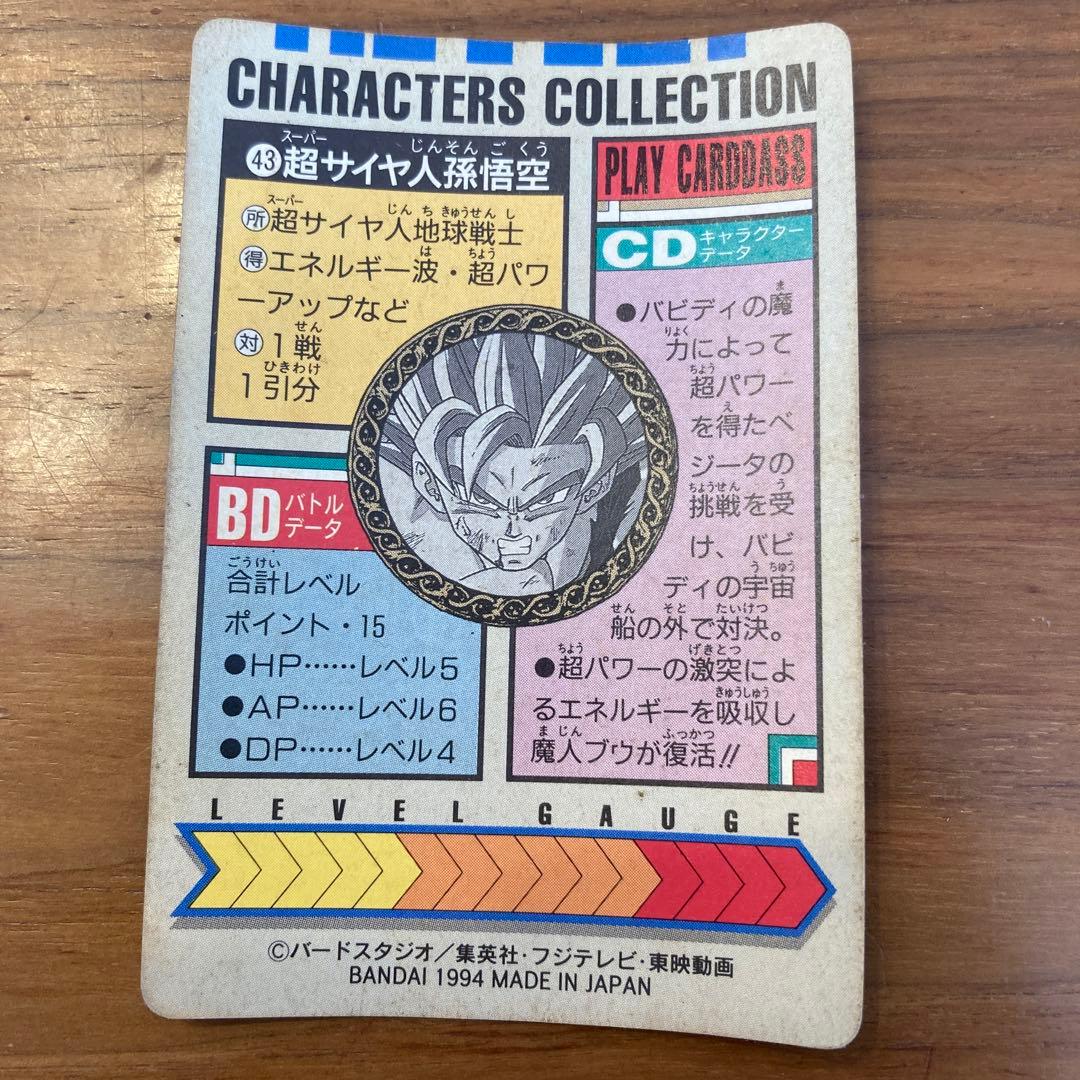 CHARACTERS COLLECTION
スーパー じんそんごくう
㊸超サイヤ人孫悟空
スーパー じんちきゅうせんし
㊟超サイヤ人地球戦士
は ちょう
㊝エネルギー波・超パワ
ーアップなど
せん
対1戦
ひきわけ
1引分
BDバトル
データ
ごうけい
合計レベル
ポイント・15
●HP……レベル5
●AP……レベル6
●DP……レベル4
PLAY CARDDASS
CDキャラクター
データ
ま
●バビディの魔
りょく
力によって
ちょう
超パワー
え
を得たベ
ジータの
ちょうせん う
挑戦を受
け、バビ
うちゅう
ディの宇宙
せん そと たいけつ
船の外で対決。
ちょう げきとつ
●超パワーの激突によ
きゅうしゅう
るエネルギーを吸収し
まじん ふっかつ
魔人ブウが復活!!
LEVEL GAUGE
©バードスタジオ／集英社・フジテレビ・東映動画
BANDAI 1994 MADE IN JAPAN